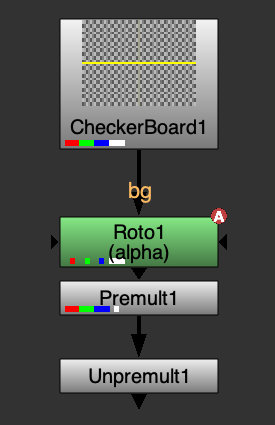 CheckerBoard1
bg
A
Roto1
(alpha)
Premult1
Unpremult1